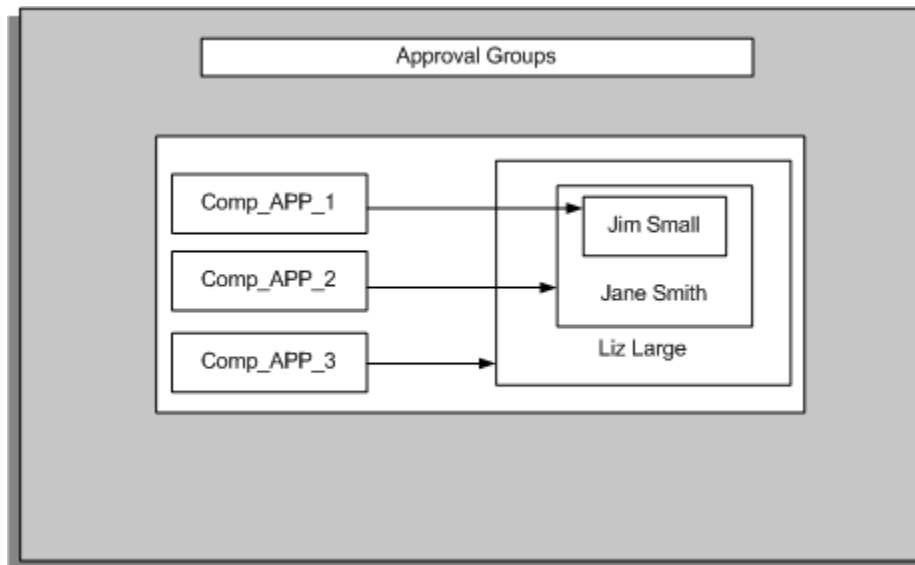 Approval Groups
Comp_APP_1
Jim Small
Comp_APP_2
Jane Smith
Liz Large
Comp_APP_3